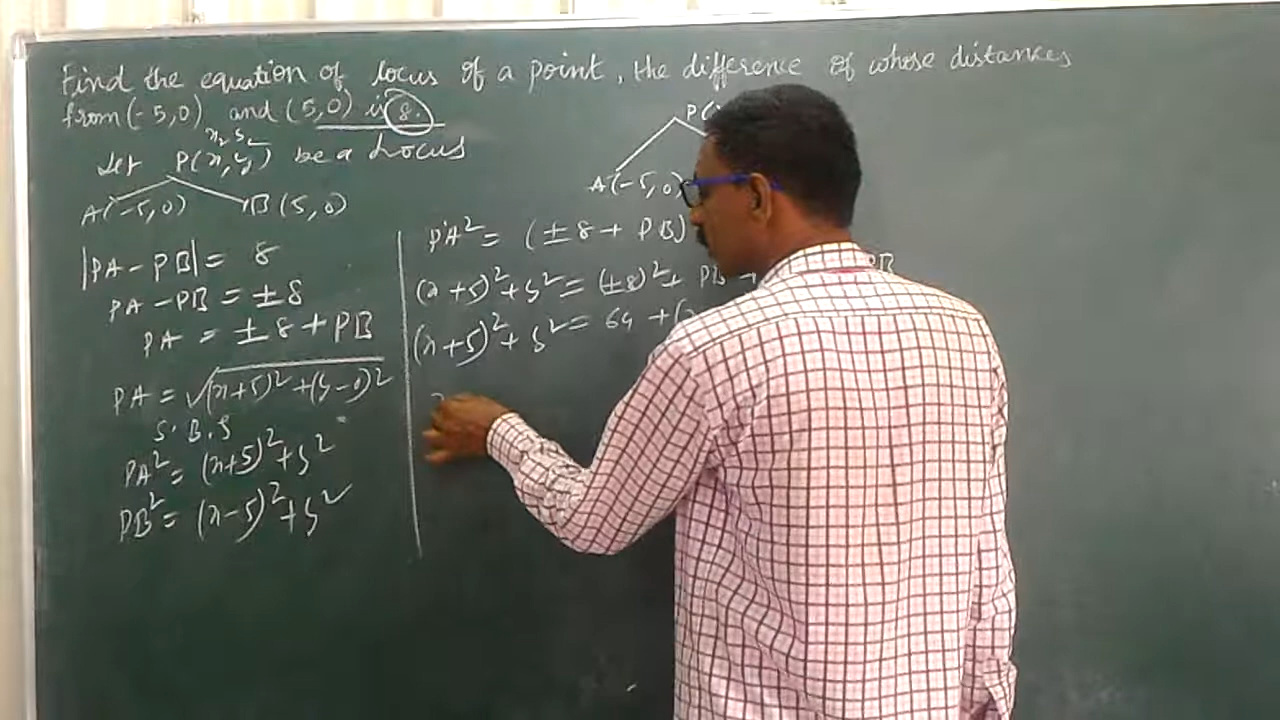 Find the equation of locus of a point, the difference of whose distances
from (-5,0) and (5,0) is 8.
x₂ y₂
Let P(x,y) be a Locus
A(-5,0) B(5,0)
|PA - PB| = 8
PA - PB = ±8
PA = ±8 + PB
PA = √(x+5)² + (y-0)²
S.B.S
PA² = (x+5)² + y²
PB² = (x-5)² + y²
P(
A(-5,0)
PA² = (±8 + PB)
(x+5)² + y² = (±8)² + PB + PB
(x+5)² + y² = 64 + (